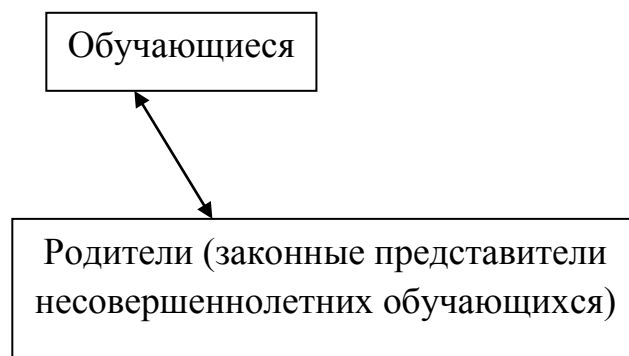 Обучающиеся
Родители (законные представители
несовершеннолетних обучающихся)